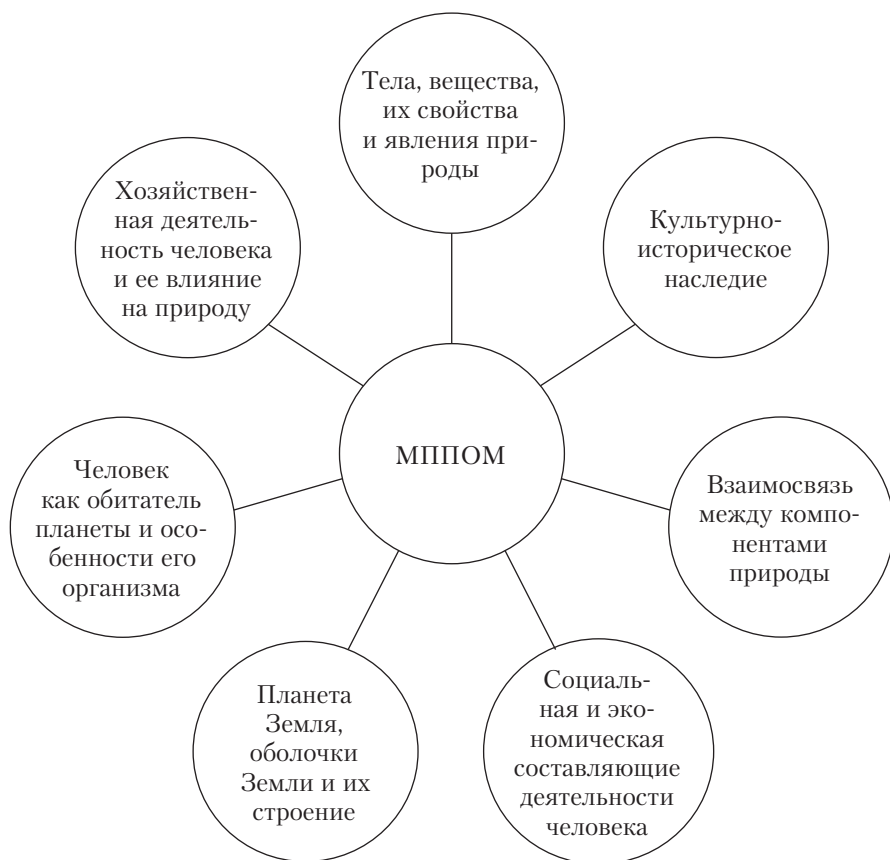 Тела, вещества,
их свойства
и явления при-
роды
Хозяйствен-
ная деятель-
ность человека
и ее влияние
на природу
Культурно-
историческое
наследие
МППОМ
Человек
как обитатель
планеты и осо-
бенности его
организма
Взаимосвязь
между компо-
нентами
природы
Планета
Земля,
оболочки
Земли и их
строение
Социаль-
ная и эко-
номическая
составляющие
деятельности
человека